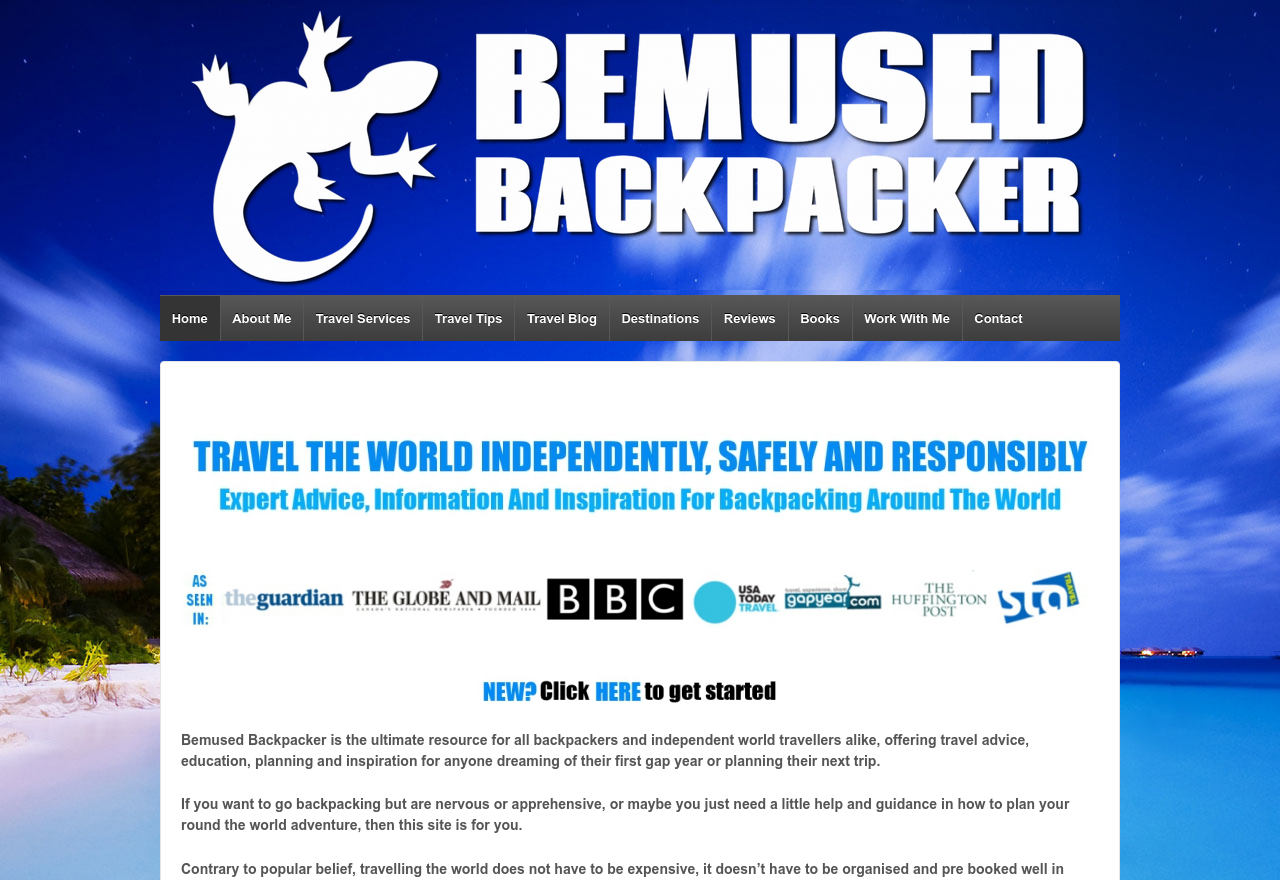 BEMUSED
BACKPACKER
Home About Me Travel Services Travel Tips Travel Blog Destinations Reviews Books Work With Me Contact
TRAVEL THE WORLD INDEPENDENTLY, SAFELY AND RESPONSIBLY
Expert Advice, Information And Inspiration For Backpacking Around The World
AS SEEN IN: theguardian THE GLOBE AND MAIL BBC USA TODAY TRAVEL gapyear.com THE HUFFINGTON POST sta TRAVEL
NEW? Click HERE to get started
Bemused Backpacker is the ultimate resource for all backpackers and independent world travellers alike, offering travel advice,
education, planning and inspiration for anyone dreaming of their first gap year or planning their next trip.
If you want to go backpacking but are nervous or apprehensive, or maybe you just need a little help and guidance in how to plan your
round the world adventure, then this site is for you.
Contrary to popular belief, travelling the world does not have to be expensive, it doesn’t have to be organised and pre booked well in